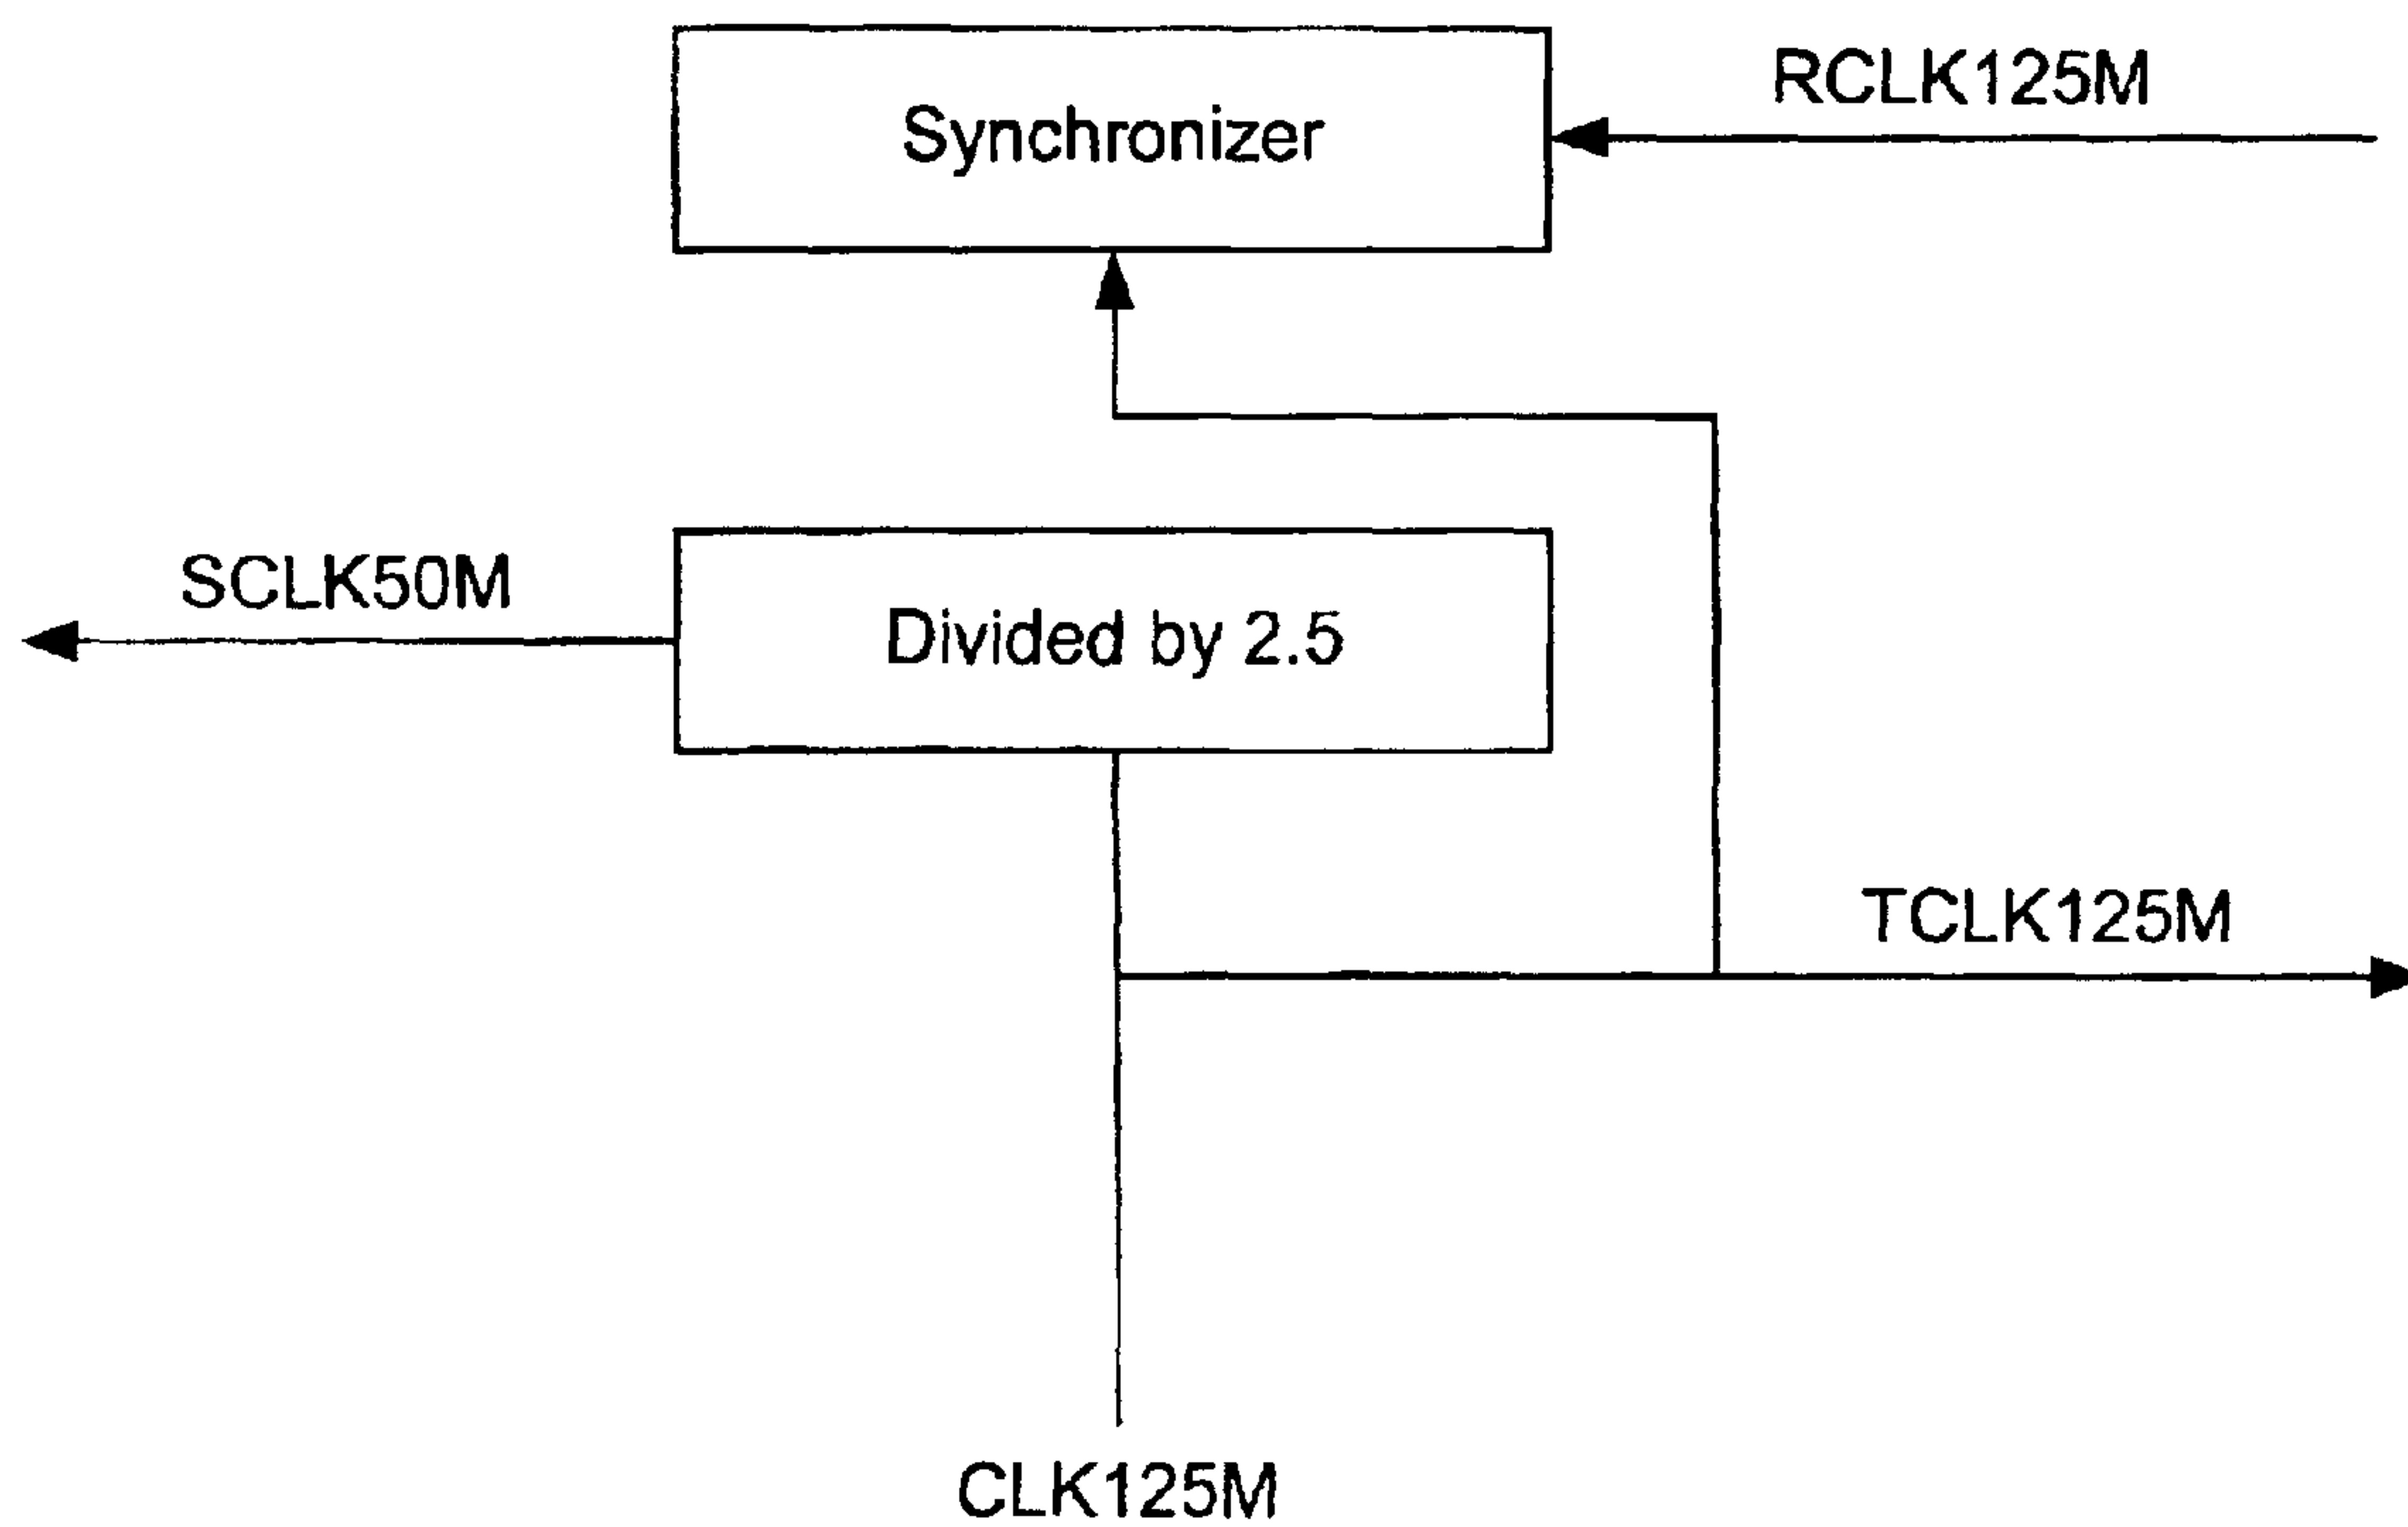 RCLK125M
Synchronizer
SCLK50M
Divided by 2.5
TCLK125M
CLK125M